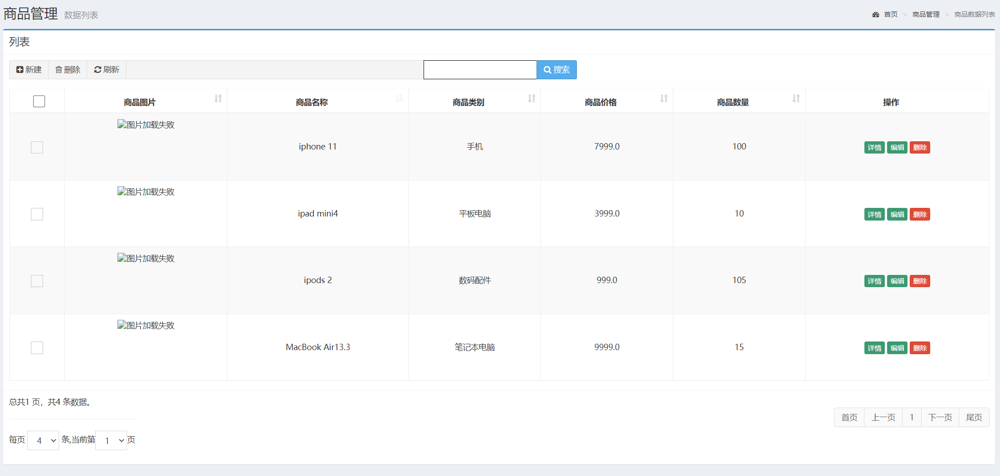 商品管理 数据列表
首页 > 商品管理 > 商品数据列表
列表
新建 删除 刷新 搜索
商品图片 商品名称 商品类别 商品价格 商品数量 操作
图片加载失败
iphone 11 手机 7999.0 100 详情 编辑 删除
图片加载失败
ipad mini4 平板电脑 3999.0 10 详情 编辑 删除
图片加载失败
ipods 2 数码配件 999.0 105 详情 编辑 删除
图片加载失败
MacBook Air13.3 笔记本电脑 9999.0 15 详情 编辑 删除
总共1 页，共4 条数据。
首页 上一页 1 下一页 尾页
每页 4 条,当前第 1 页